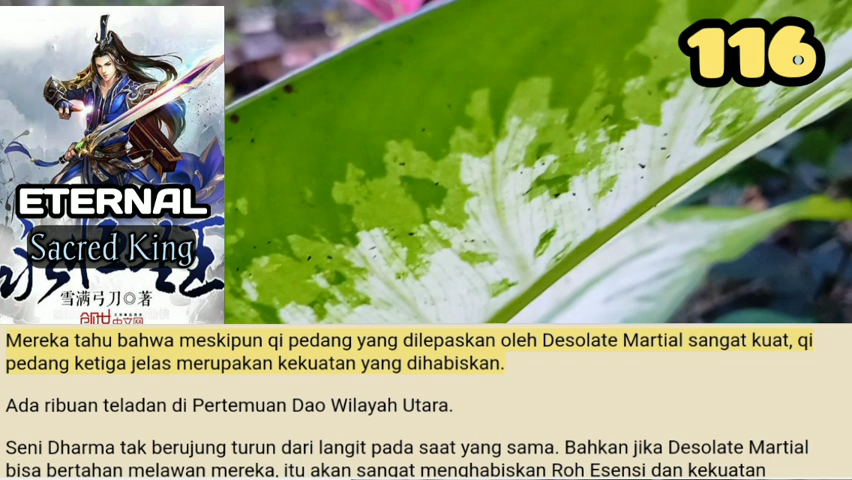 116
ETERNAL
Sacred King
雪满弓刀◎著
中文网
Mereka tahu bahwa meskipun qi pedang yang dilepaskan oleh Desolate Martial sangat kuat, qi
pedang ketiga jelas merupakan kekuatan yang dihabiskan.
Ada ribuan teladan di Pertemuan Dao Wilayah Utara.
Seni Dharma tak berujung turun dari langit pada saat yang sama. Bahkan jika Desolate Martial
bisa bertahan melawan mereka, itu akan sangat menghabiskan Roh Esensi dan kekuatan